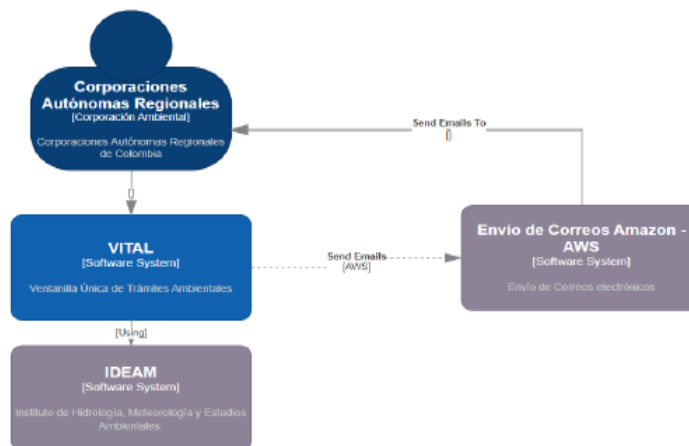 Corporaciones
Autónomas Regionales
[Corporación Ambiental]
Corporaciones Autónomas Regionales
de Colombia
Send Emails To
[]
[]
VITAL
[Software System]
Ventanilla Única de Trámites Ambientales
Send Emails
[AWS]
Envío de Correos Amazon -
AWS
[Software System]
Envío de Correos electrónicos
[Using]
IDEAM
[Software System]
Instituto de Hidrología, Meteorología y Estudios
Ambientales.